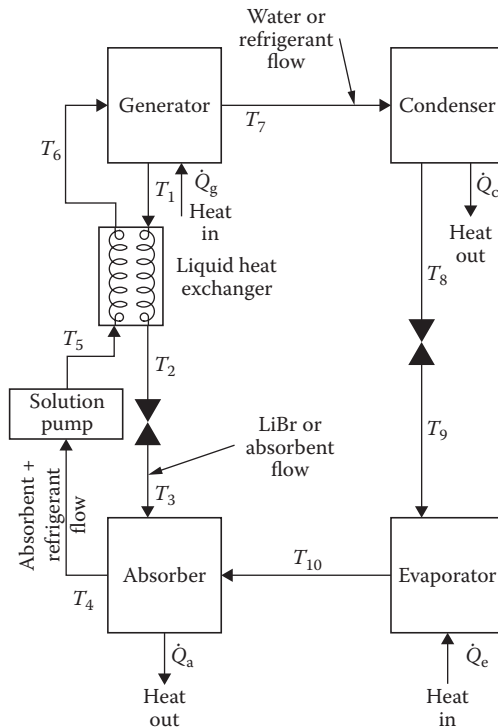 Water or
refrigerant
flow
Generator
Condenser
T7
T6
T1
Q̇g
Heat
in
Q̇c
Heat
out
Liquid heat
exchanger
T8
T5
T2
Solution
pump
LiBr or
absorbent
flow
T9
Absorbent +
refrigerant
flow
T3
T10
Absorber
Evaporator
T4
Q̇a
Heat
out
Q̇e
Heat
in